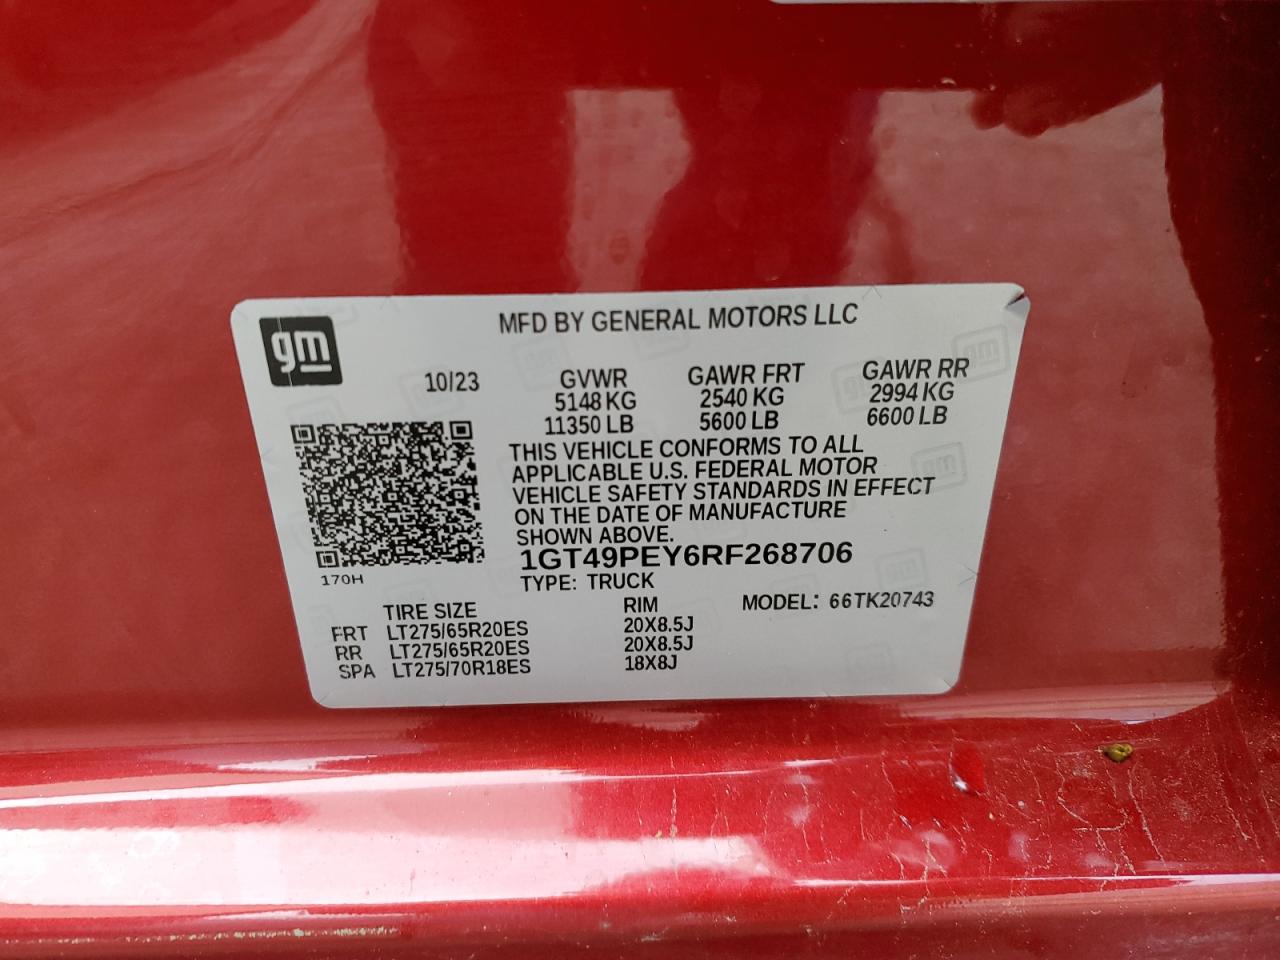 gm
MFD BY GENERAL MOTORS LLC
10/23
GVWR GAWR FRT GAWR RR
5148 KG 2540 KG 2994 KG
11350 LB 5600 LB 6600 LB
THIS VEHICLE CONFORMS TO ALL
APPLICABLE U.S. FEDERAL MOTOR
VEHICLE SAFETY STANDARDS IN EFFECT
ON THE DATE OF MANUFACTURE
SHOWN ABOVE.
1GT49PEY6RF268706
170H
TYPE: TRUCK
TIRE SIZE RIM MODEL: 66TK20743
FRT LT275/65R20ES 20X8.5J
RR LT275/65R20ES 20X8.5J
SPA LT275/70R18ES 18X8J